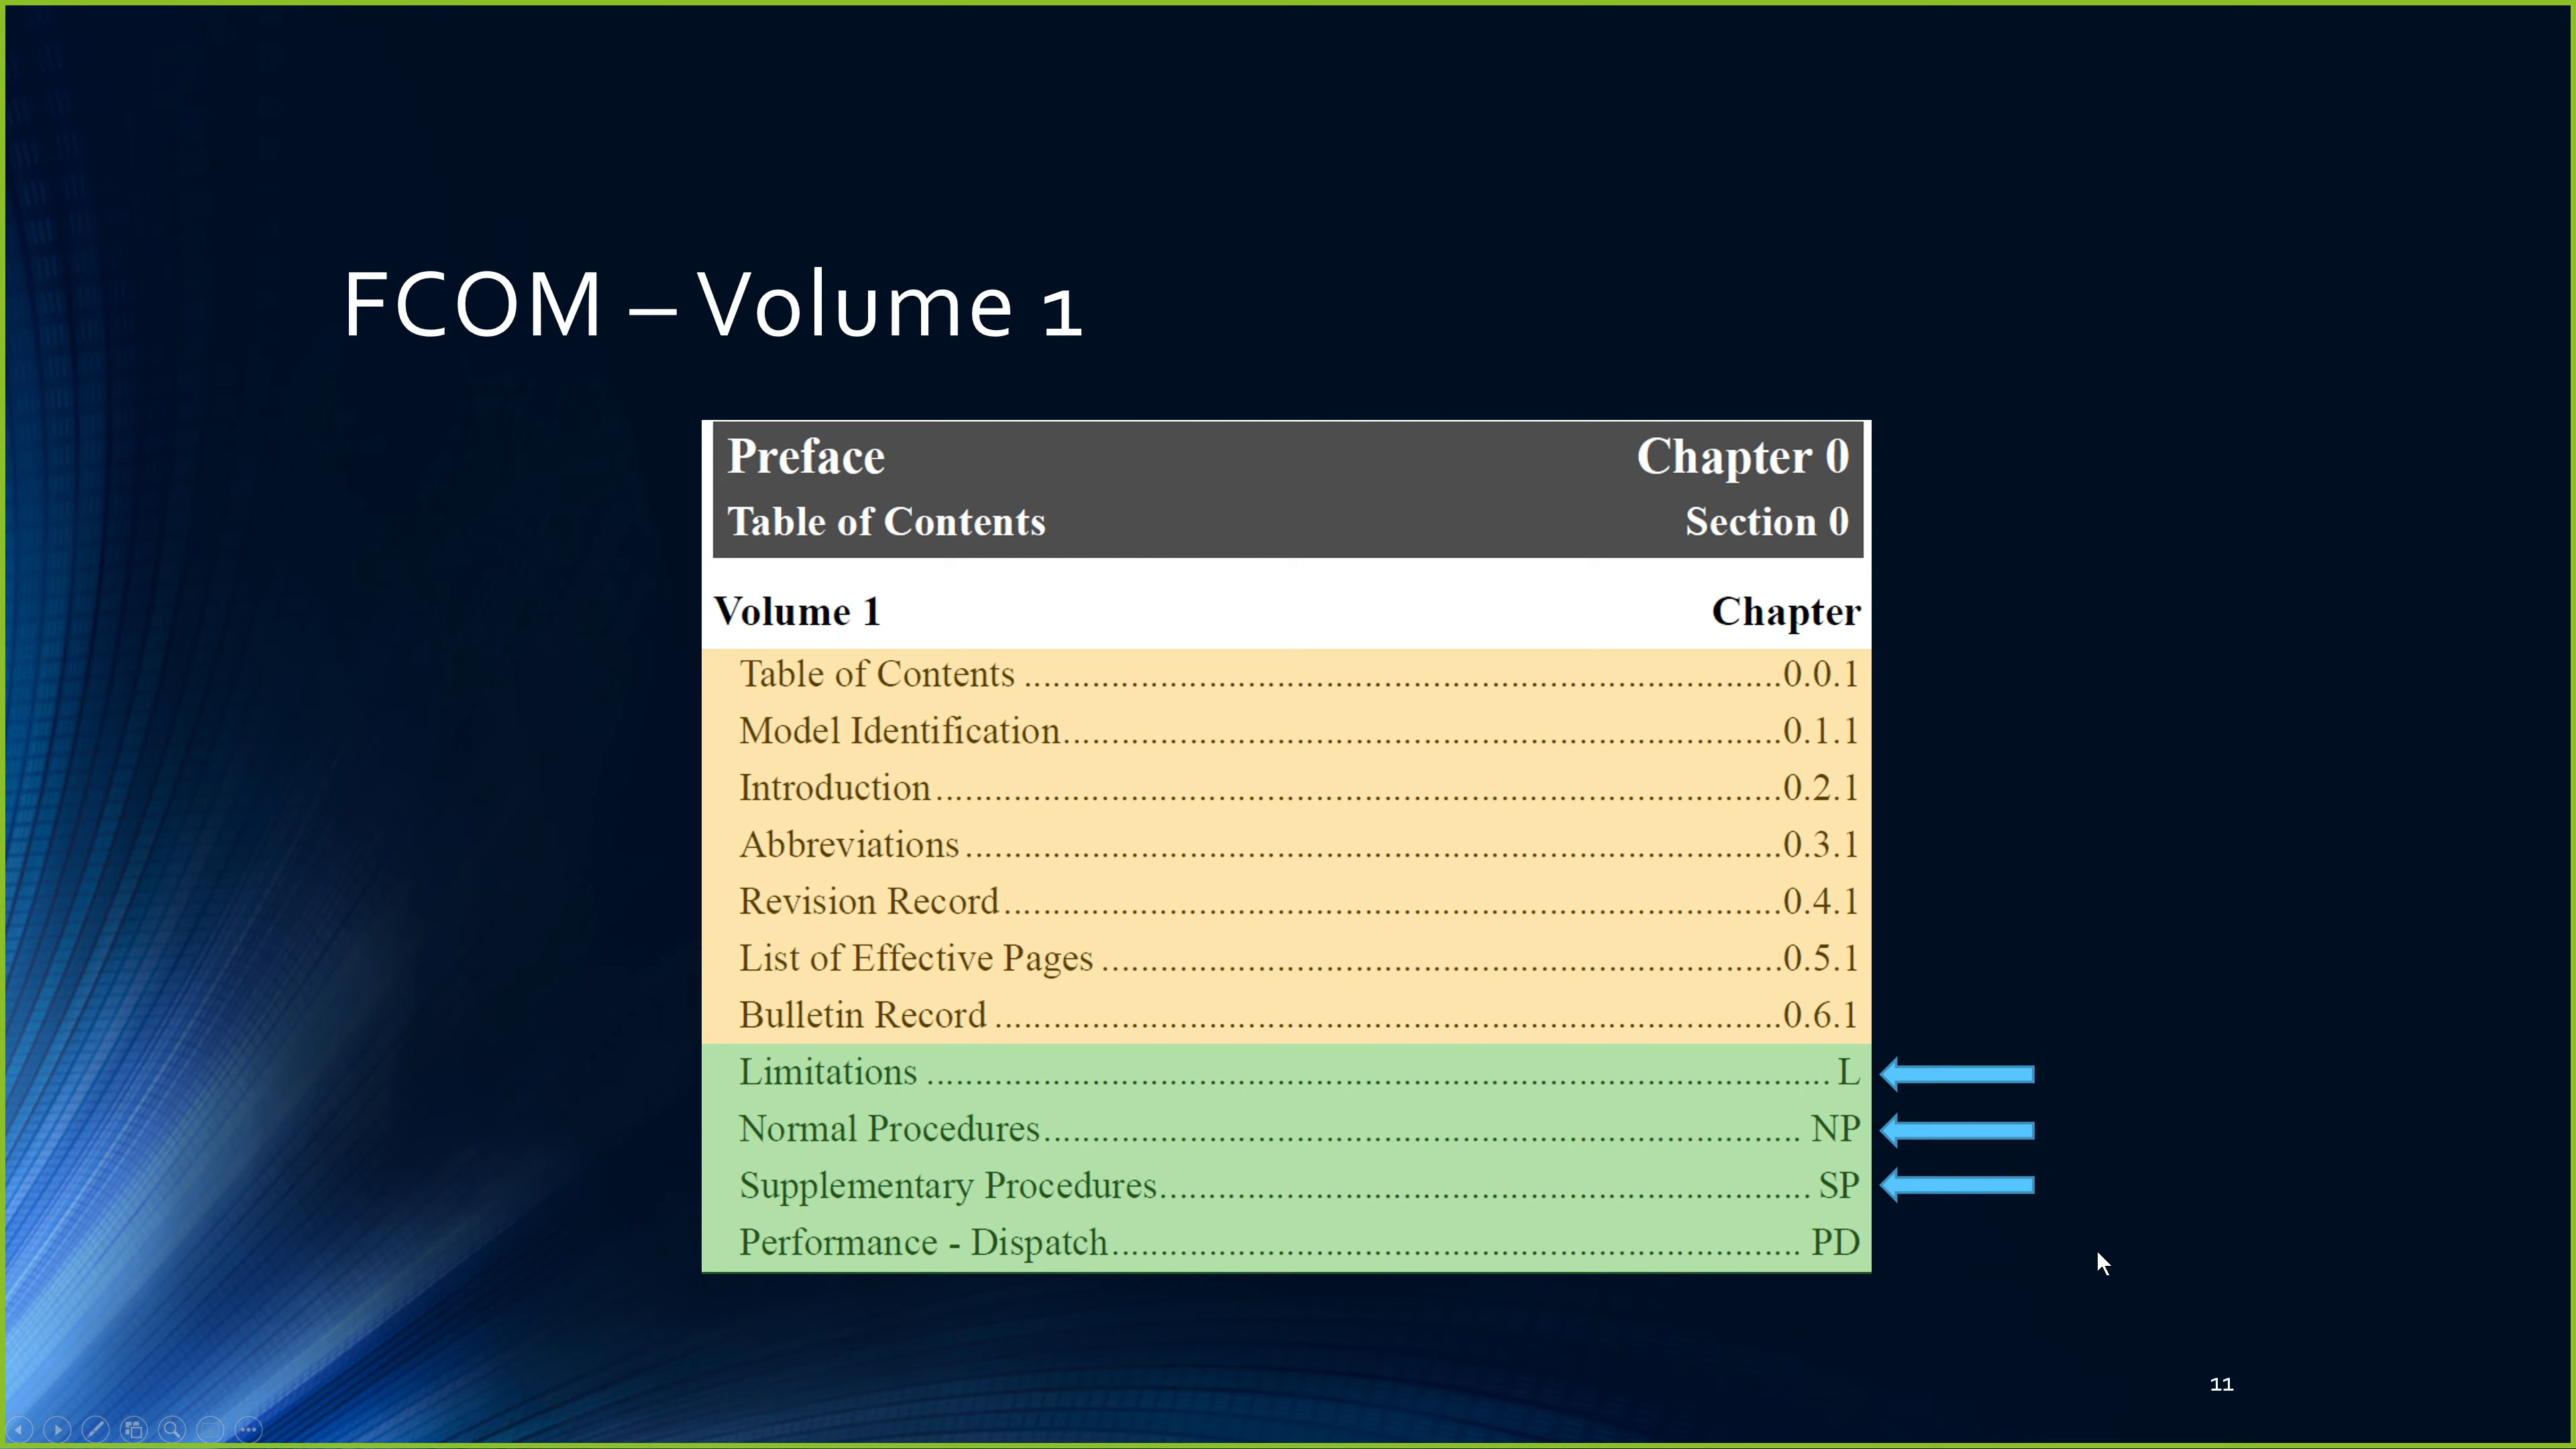 FCOM – Volume 1
Preface Chapter 0
Table of Contents Section 0
Volume 1 Chapter
Table of Contents ........................................................................0.0.1
Model Identification........................................................................0.1.1
Introduction........................................................................0.2.1
Abbreviations........................................................................0.3.1
Revision Record........................................................................0.4.1
List of Effective Pages ........................................................................0.5.1
Bulletin Record ........................................................................0.6.1
Limitations ........................................................................ L
Normal Procedures........................................................................ NP
Supplementary Procedures........................................................................ SP
Performance - Dispatch........................................................................ PD
11